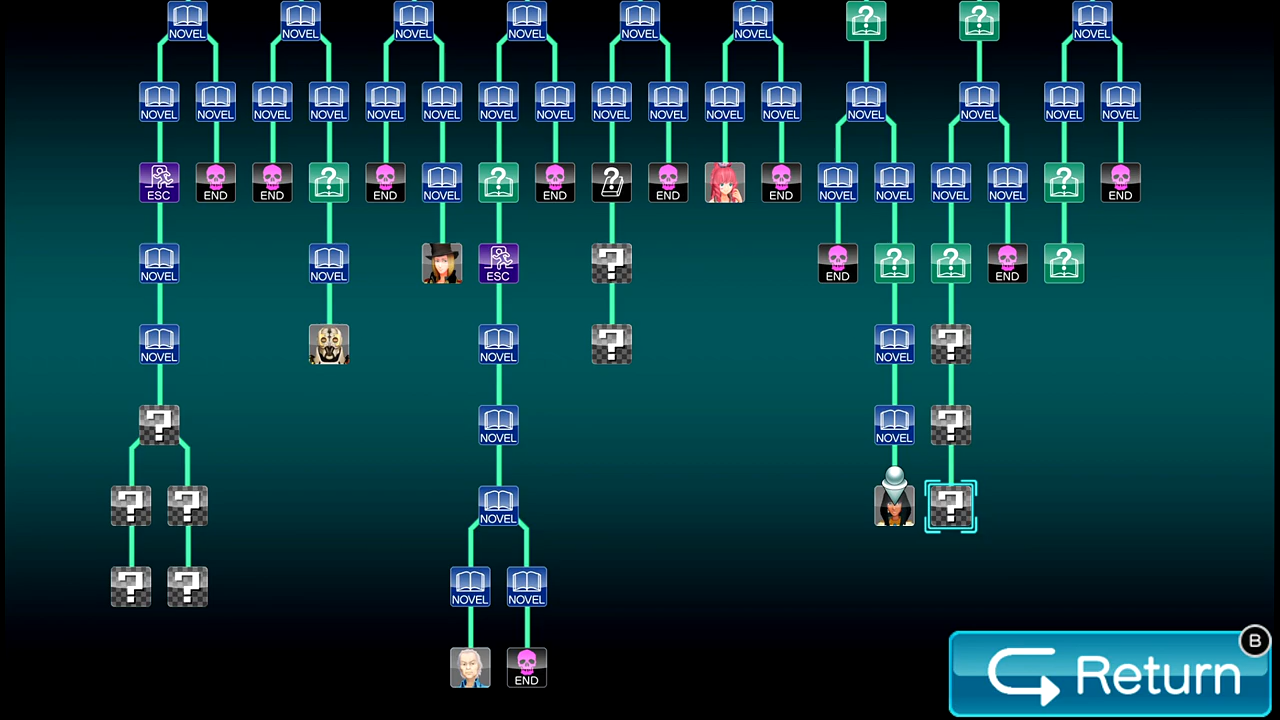 NOVEL NOVEL NOVEL NOVEL NOVEL NOVEL ? ? NOVEL
NOVEL NOVEL NOVEL NOVEL NOVEL NOVEL NOVEL NOVEL NOVEL NOVEL NOVEL NOVEL NOVEL NOVEL NOVEL NOVEL
ESC END END ? END NOVEL ? END ? END END NOVEL NOVEL NOVEL NOVEL ? END
NOVEL NOVEL ESC ? END ? ? END ?
NOVEL NOVEL ? NOVEL ?
? NOVEL NOVEL ?
? ? NOVEL ?
? ? NOVEL NOVEL
END
B
Return